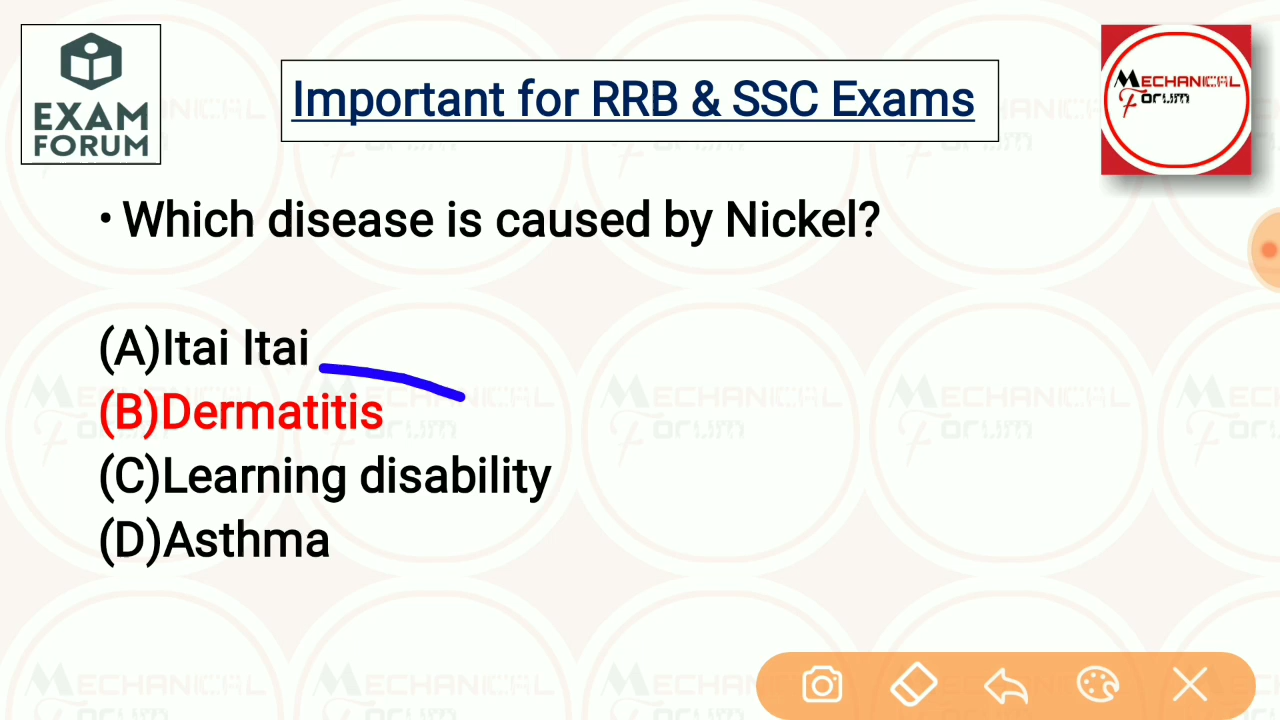 EXAM
FORUM
Important for RRB & SSC Exams
MECHANICAL
Forum
• Which disease is caused by Nickel?
(A)Itai Itai
(B)Dermatitis
(C)Learning disability
(D)Asthma